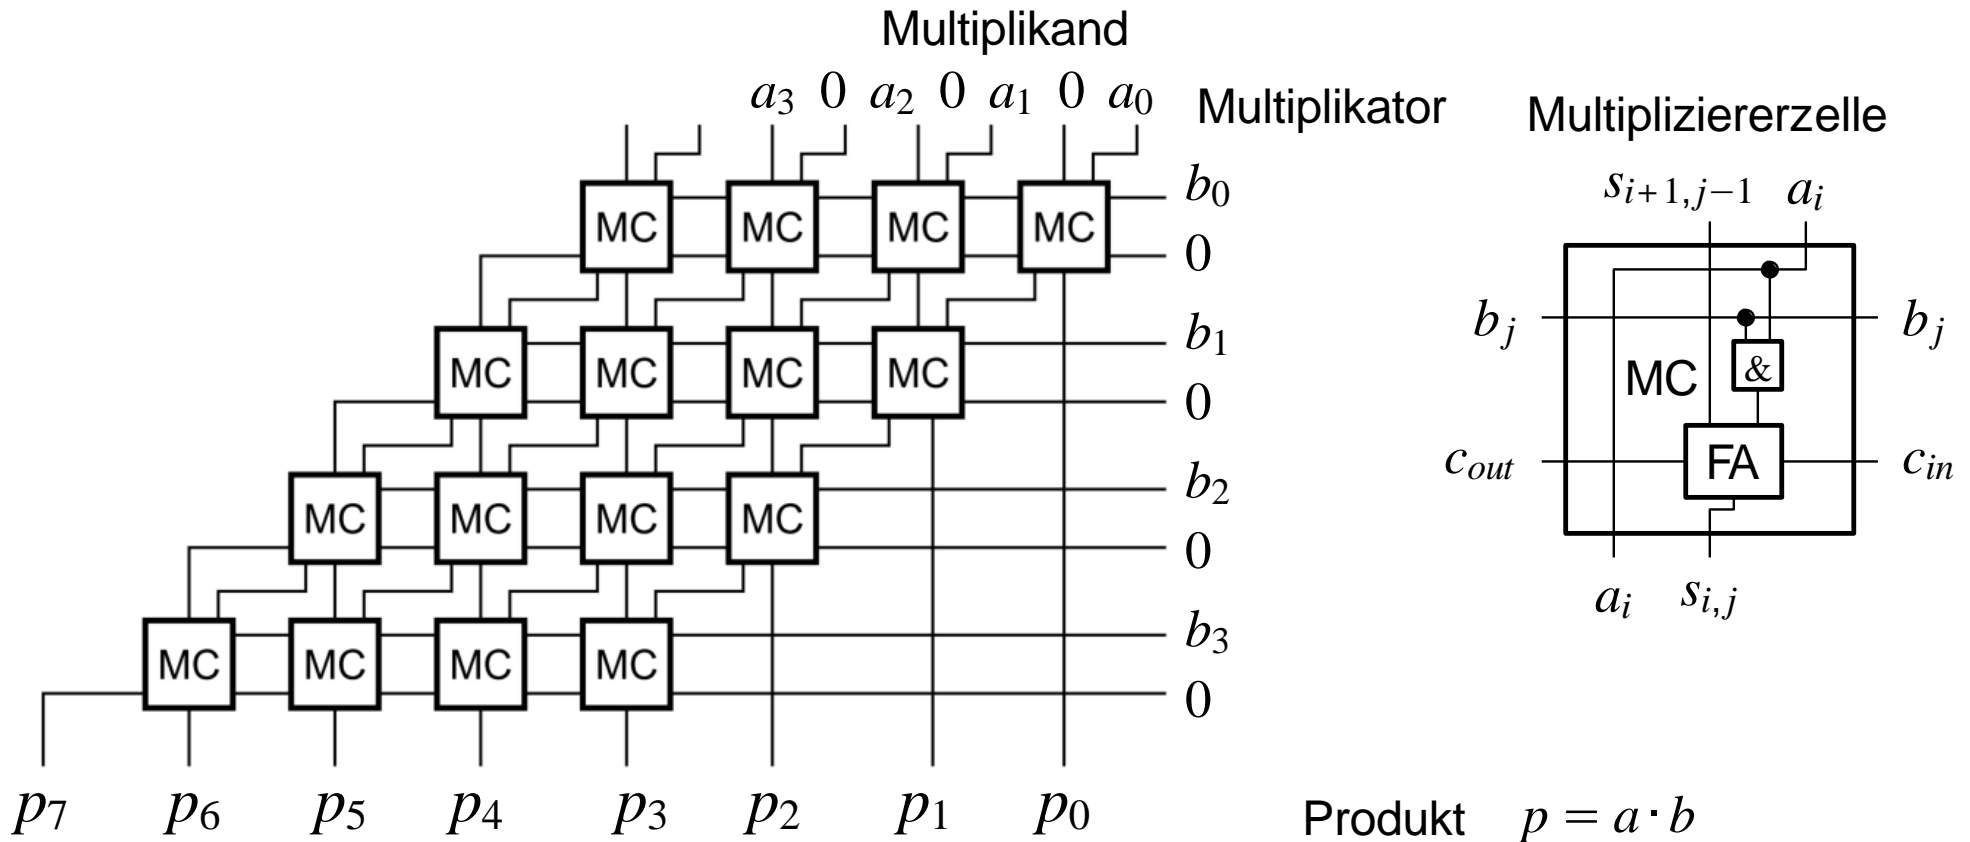 Multiplikand
a3 0 a2 0 a1 0 a0
Multiplikator
Multipliziererzelle
b0
MC MC MC MC
0
b1
MC MC MC MC
0
b2
MC MC MC MC
0
b3
MC MC MC MC
0
p7 p6 p5 p4 p3 p2 p1 p0
Produkt p = a · b
si+1,j−1 ai
bj bj
&
MC
cout FA cin
ai si,j